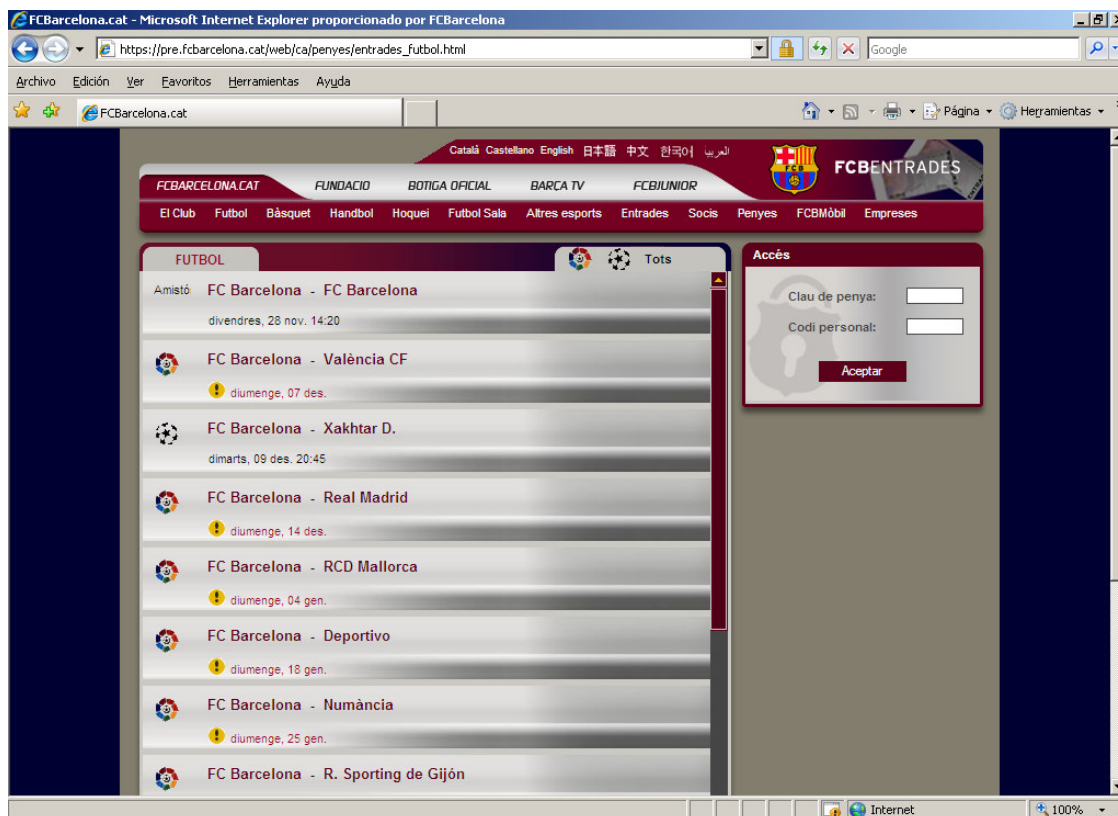 FCBarcelona.cat - Microsoft Internet Explorer proporcionado por FCBarcelona
https://pre.fcbarcelona.cat/web/ca/penyes/entrades_futbol.html
Google
Archivo Edición Ver Favoritos Herramientas Ayuda
FCBarcelona.cat
Página Herramientas
Català Castellano English 日本語 中文 한국어 العربية
FCBENTRADES
FCBARCELONA.CAT FUNDACIÓ BOTIGA OFICIAL BARÇA TV FCBJUNIOR
FCB
El Club Futbol Bàsquet Handbol Hoquei Futbol Sala Altres esports Entrades Socis Penyes FCBMòbil Empreses
FUTBOL Tots
Amistó FC Barcelona - FC Barcelona
divendres, 28 nov. 14:20
FC Barcelona - València CF
diumenge, 07 des.
FC Barcelona - Xakhtar D.
dimarts, 09 des. 20:45
FC Barcelona - Real Madrid
diumenge, 14 des.
FC Barcelona - RCD Mallorca
diumenge, 04 gen.
FC Barcelona - Deportivo
diumenge, 18 gen.
FC Barcelona - Numància
diumenge, 25 gen.
FC Barcelona - R. Sporting de Gijón
Accés
Clau de penya:
Codi personal:
Aceptar
Internet 100%